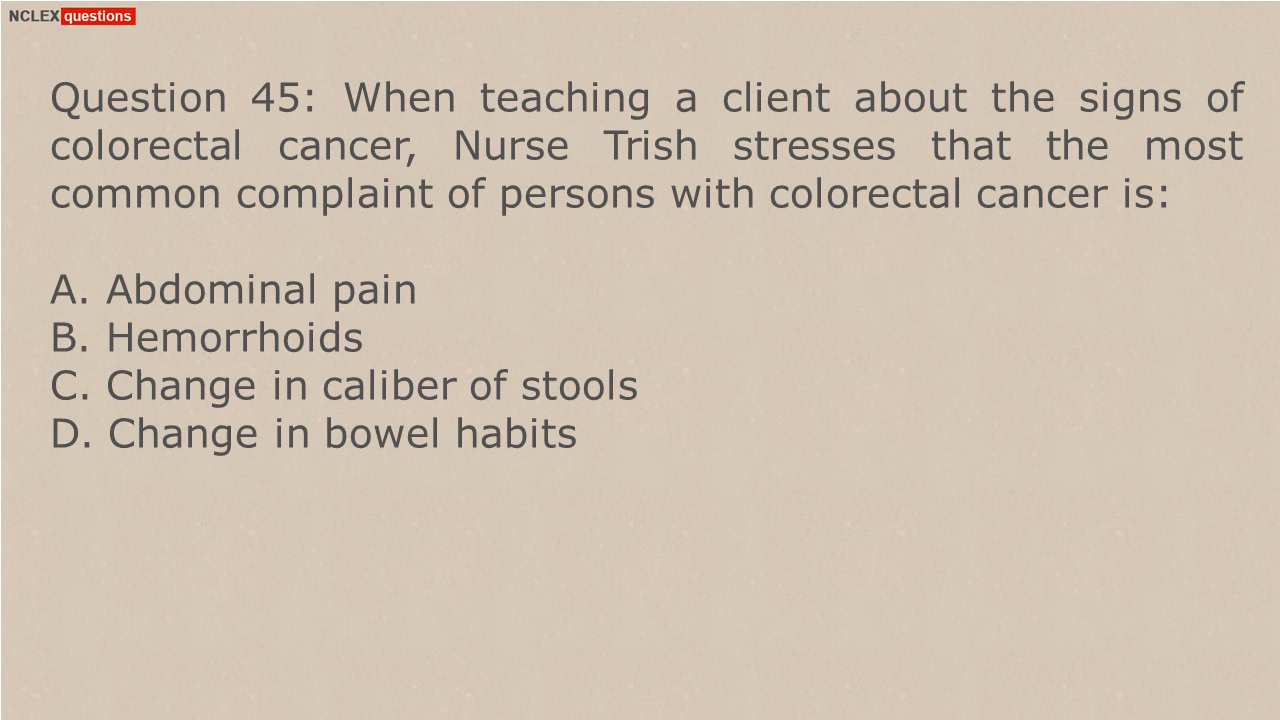 NCLEX questions
Question 45: When teaching a client about the signs of
colorectal cancer, Nurse Trish stresses that the most
common complaint of persons with colorectal cancer is:
A. Abdominal pain
B. Hemorrhoids
C. Change in caliber of stools
D. Change in bowel habits